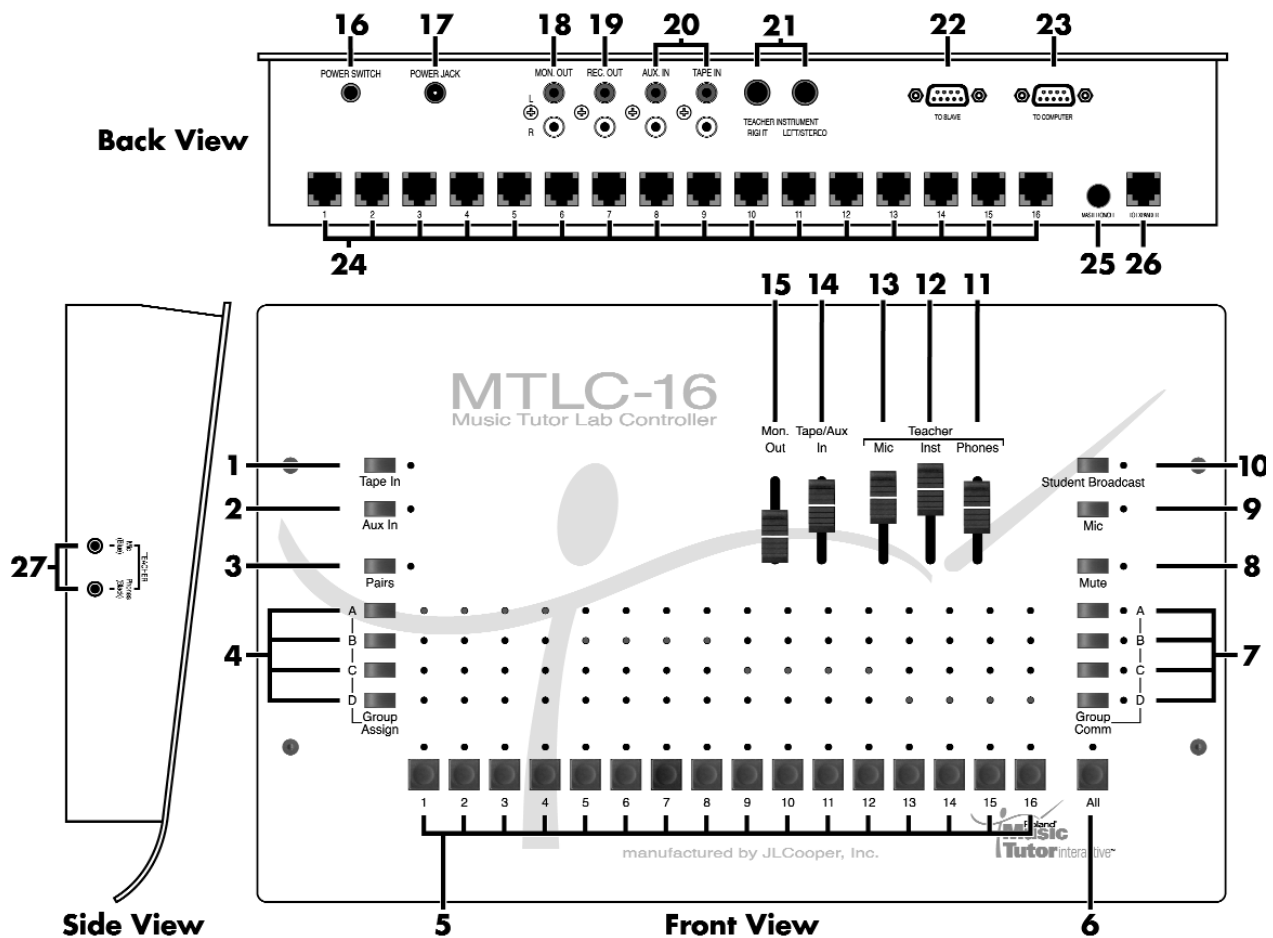 16 17 18 19 20 21 22 23
POWER SWITCH POWER JACK MON. OUT REC. OUT AUX. IN TAPE IN
L
R
TEACHER INSTRUMENT
LEFT/STEREO
TO SLAVE TO COMPUTER
Back View
1 2 3 4 5 6 7 8 9 10 11 12 13 14 15 16
24 25 26
15 14 13 12 11
MTLC-16
Music Tutor Lab Controller
Mon. Out
Tape/Aux In
Teacher
Mic Inst Phones
1 Tape In
2 Aux In
3 Pairs
4 A
B
C
D
Group Assign
10 Student Broadcast
9 Mic
8 Mute
7 A
B
C
D
Group Comm
27
Mic
(Blue)
Phones
(Black)
TEACHER
1 2 3 4 5 6 7 8 9 10 11 12 13 14 15 16 All
manufactured by JLCooper, Inc.
Roland
Music
Tutor interactive
Side View 5 Front View 6